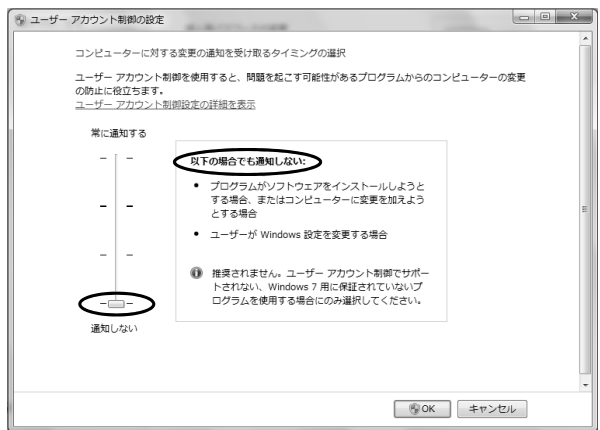 ユーザー アカウント制御の設定
コンピューターに対する変更の通知を受け取るタイミングの選択
ユーザー アカウント制御を使用すると、問題を起こす可能性があるプログラムからのコンピューターの変更
の防止に役立ちます。
ユーザー アカウント制御設定の詳細を表示
常に通知する
以下の場合でも通知しない:
• プログラムがソフトウェアをインストールしようと
する場合、またはコンピューターに変更を加えよう
とする場合
• ユーザーが Windows 設定を変更する場合
推奨されません。ユーザー アカウント制御でサポー
トされない、Windows 7 用に保証されていないプ
ログラムを使用する場合にのみ選択してください。
通知しない
OK
キャンセル